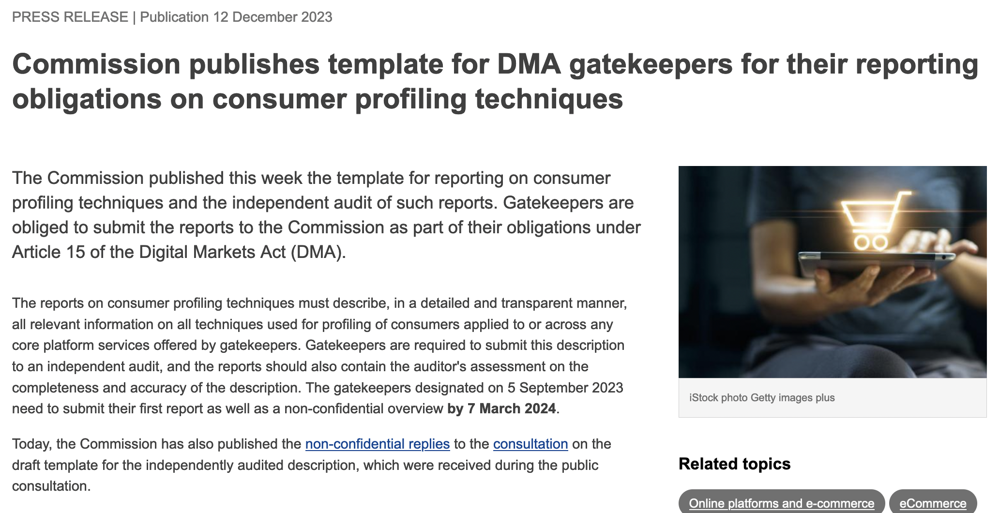 PRESS RELEASE | Publication 12 December 2023
Commission publishes template for DMA gatekeepers for their reporting
obligations on consumer profiling techniques
The Commission published this week the template for reporting on consumer
profiling techniques and the independent audit of such reports. Gatekeepers are
obliged to submit the reports to the Commission as part of their obligations under
Article 15 of the Digital Markets Act (DMA).
The reports on consumer profiling techniques must describe, in a detailed and transparent manner,
all relevant information on all techniques used for profiling of consumers applied to or across any
core platform services offered by gatekeepers. Gatekeepers are required to submit this description
to an independent audit, and the reports should also contain the auditor's assessment on the
completeness and accuracy of the description. The gatekeepers designated on 5 September 2023
need to submit their first report as well as a non-confidential overview by 7 March 2024.
Today, the Commission has also published the non-confidential replies to the consultation on the
draft template for the independently audited description, which were received during the public
consultation.
iStock photo Getty images plus
Related topics
Online platforms and e-commerce
eCommerce